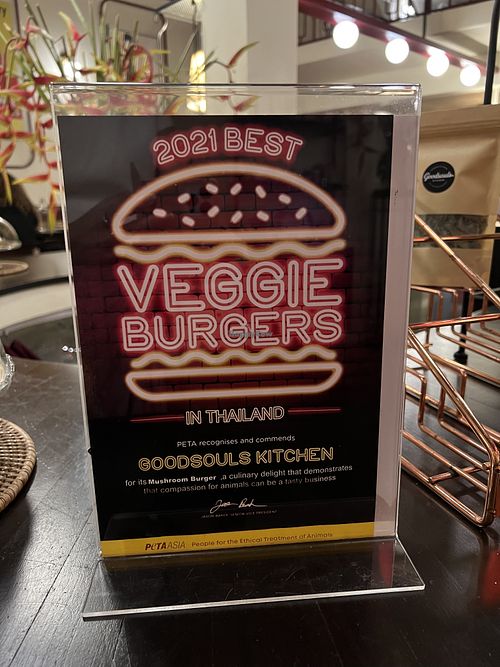 2021 BEST
VEGGIE
BURGERS
IN THAILAND
PETA recognises and commends
GOODSOULS KITCHEN
for its Mushroom Burger ,a culinary delight that demonstrates
that compassion for animals can be a tasty business
PETA ASIA People for the Ethical Treatment of Animals
Goodsouls